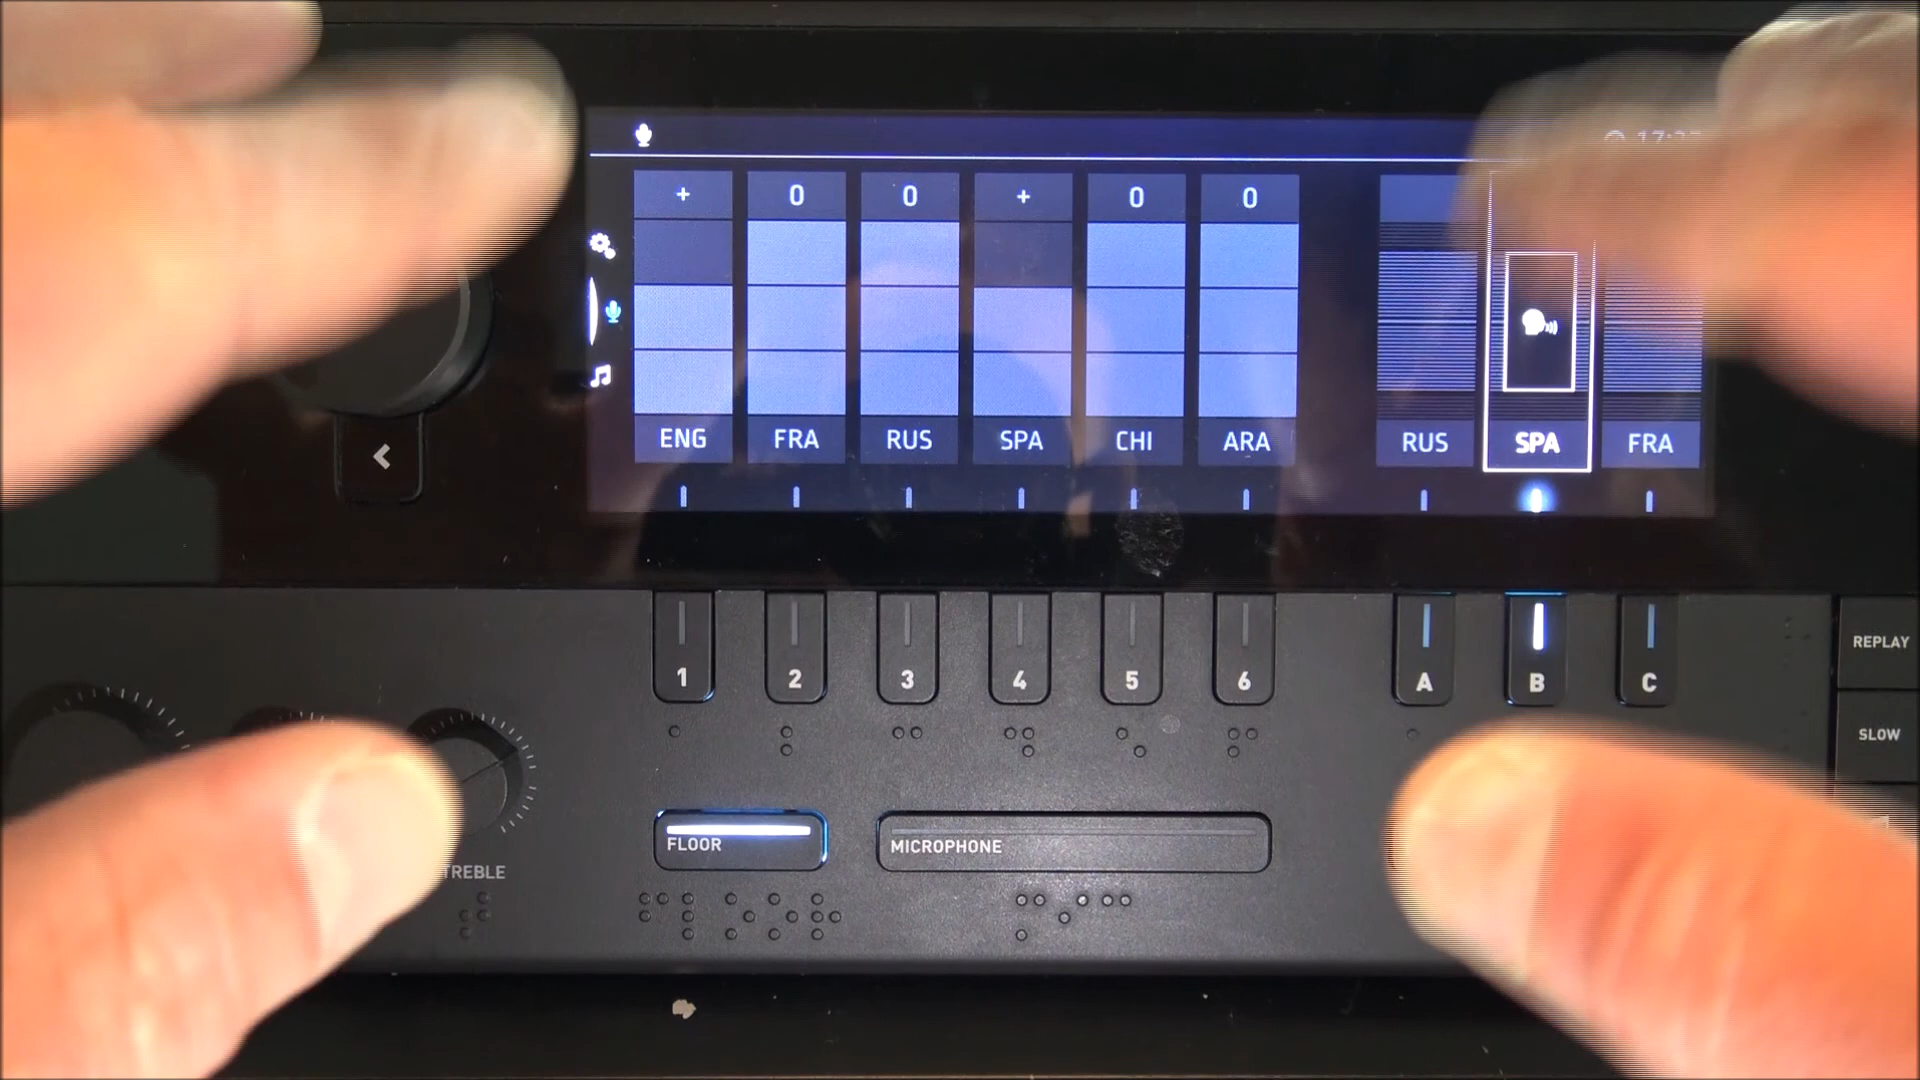 + 0 0 + 0 0
ENG FRA RUS SPA CHI ARA RUS SPA FRA
1 2 3 4 5 6 A B C
REPLAY
SLOW
FLOOR MICROPHONE
TREBLE